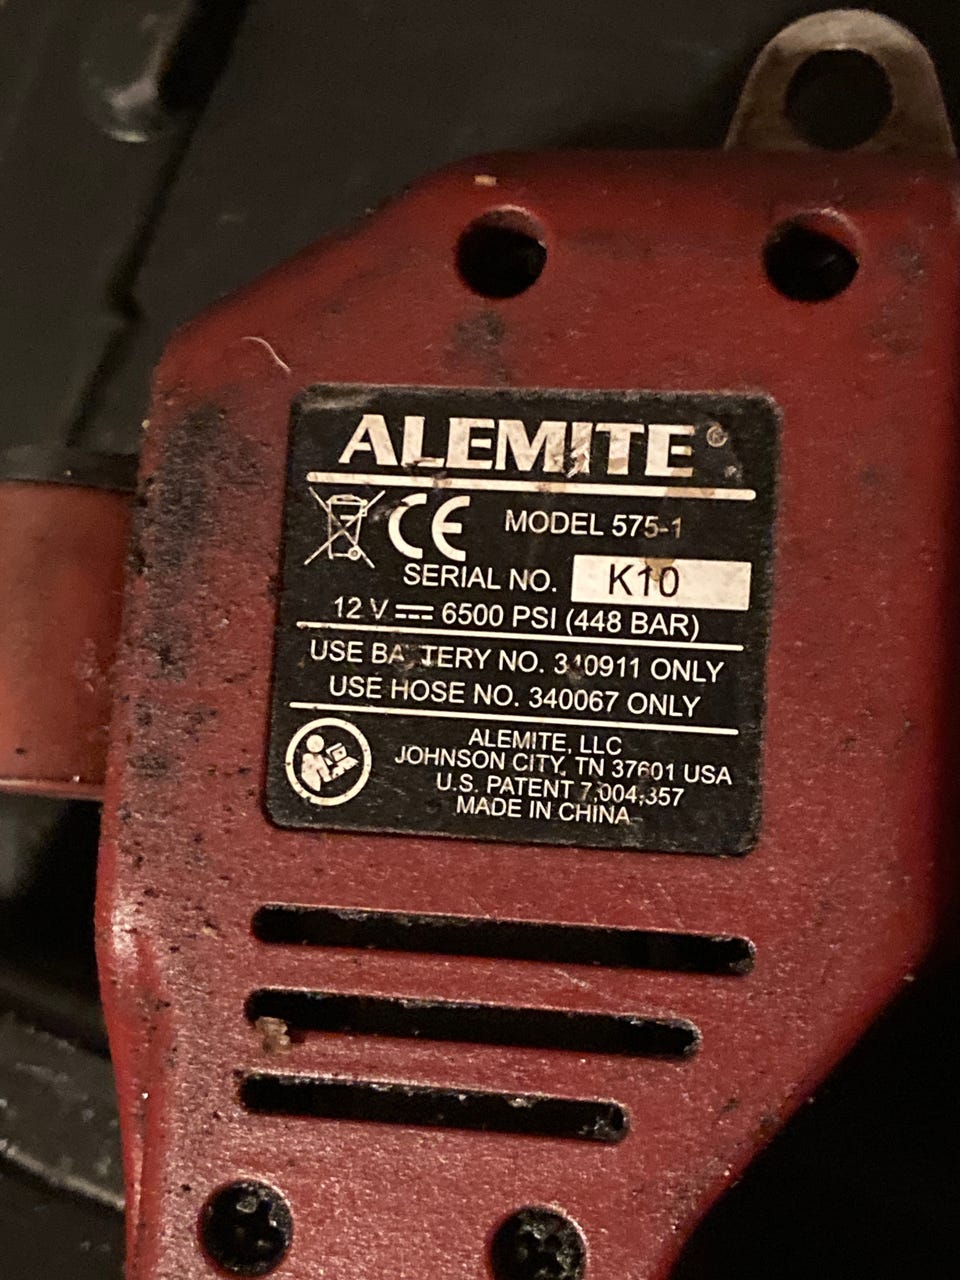 ALEMITE®
CE MODEL 575-1
SERIAL NO. K10
12 V 6500 PSI (448 BAR)
USE BATTERY NO. 340911 ONLY
USE HOSE NO. 340067 ONLY
ALEMITE, LLC
JOHNSON CITY, TN 37601 USA
U.S. PATENT 7,004,357
MADE IN CHINA